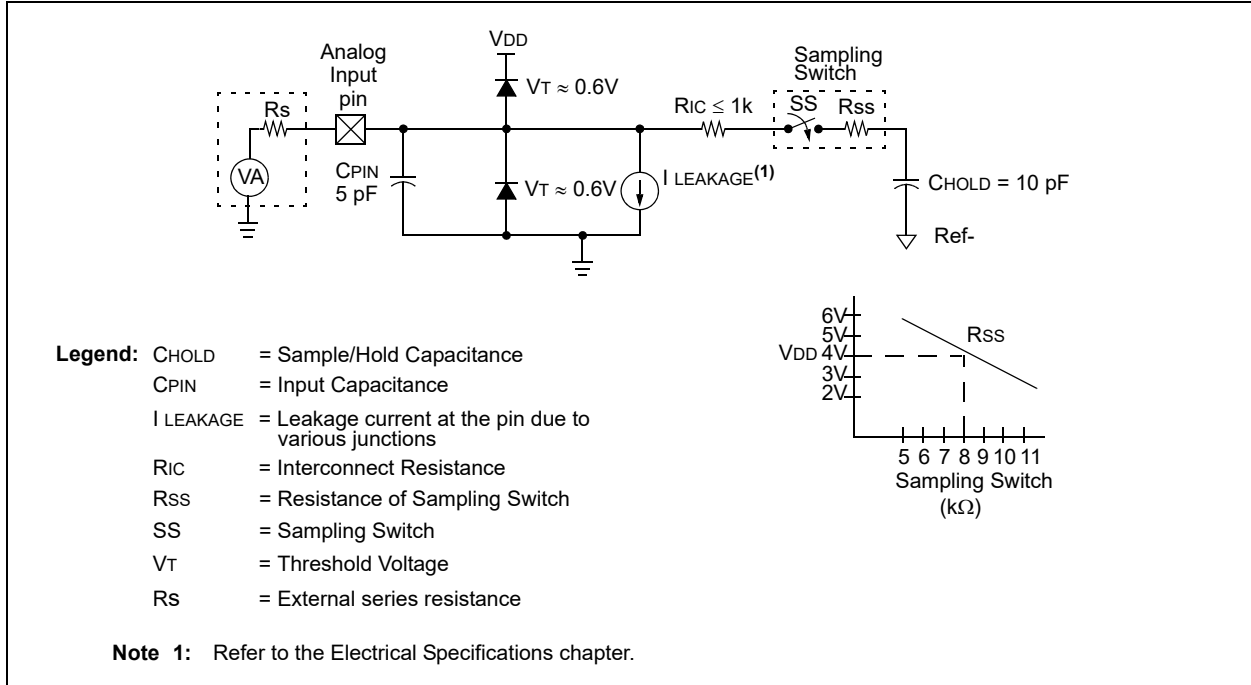 VDD
Analog
Input
pin
Sampling
Switch
VT ≈ 0.6V
Rs
RIC ≤ 1k
SS
Rss
VA
CPIN
5 pF
VT ≈ 0.6V
I LEAKAGE(1)
CHOLD = 10 pF
Ref-
6V
5V
VDD 4V
3V
2V
RSS
5 6 7 8 9 10 11
Sampling Switch
(kΩ)
Legend: CHOLD = Sample/Hold Capacitance
CPIN = Input Capacitance
I LEAKAGE = Leakage current at the pin due to
various junctions
RIC = Interconnect Resistance
RSS = Resistance of Sampling Switch
SS = Sampling Switch
VT = Threshold Voltage
Rs = External series resistance
Note 1: Refer to the Electrical Specifications chapter.